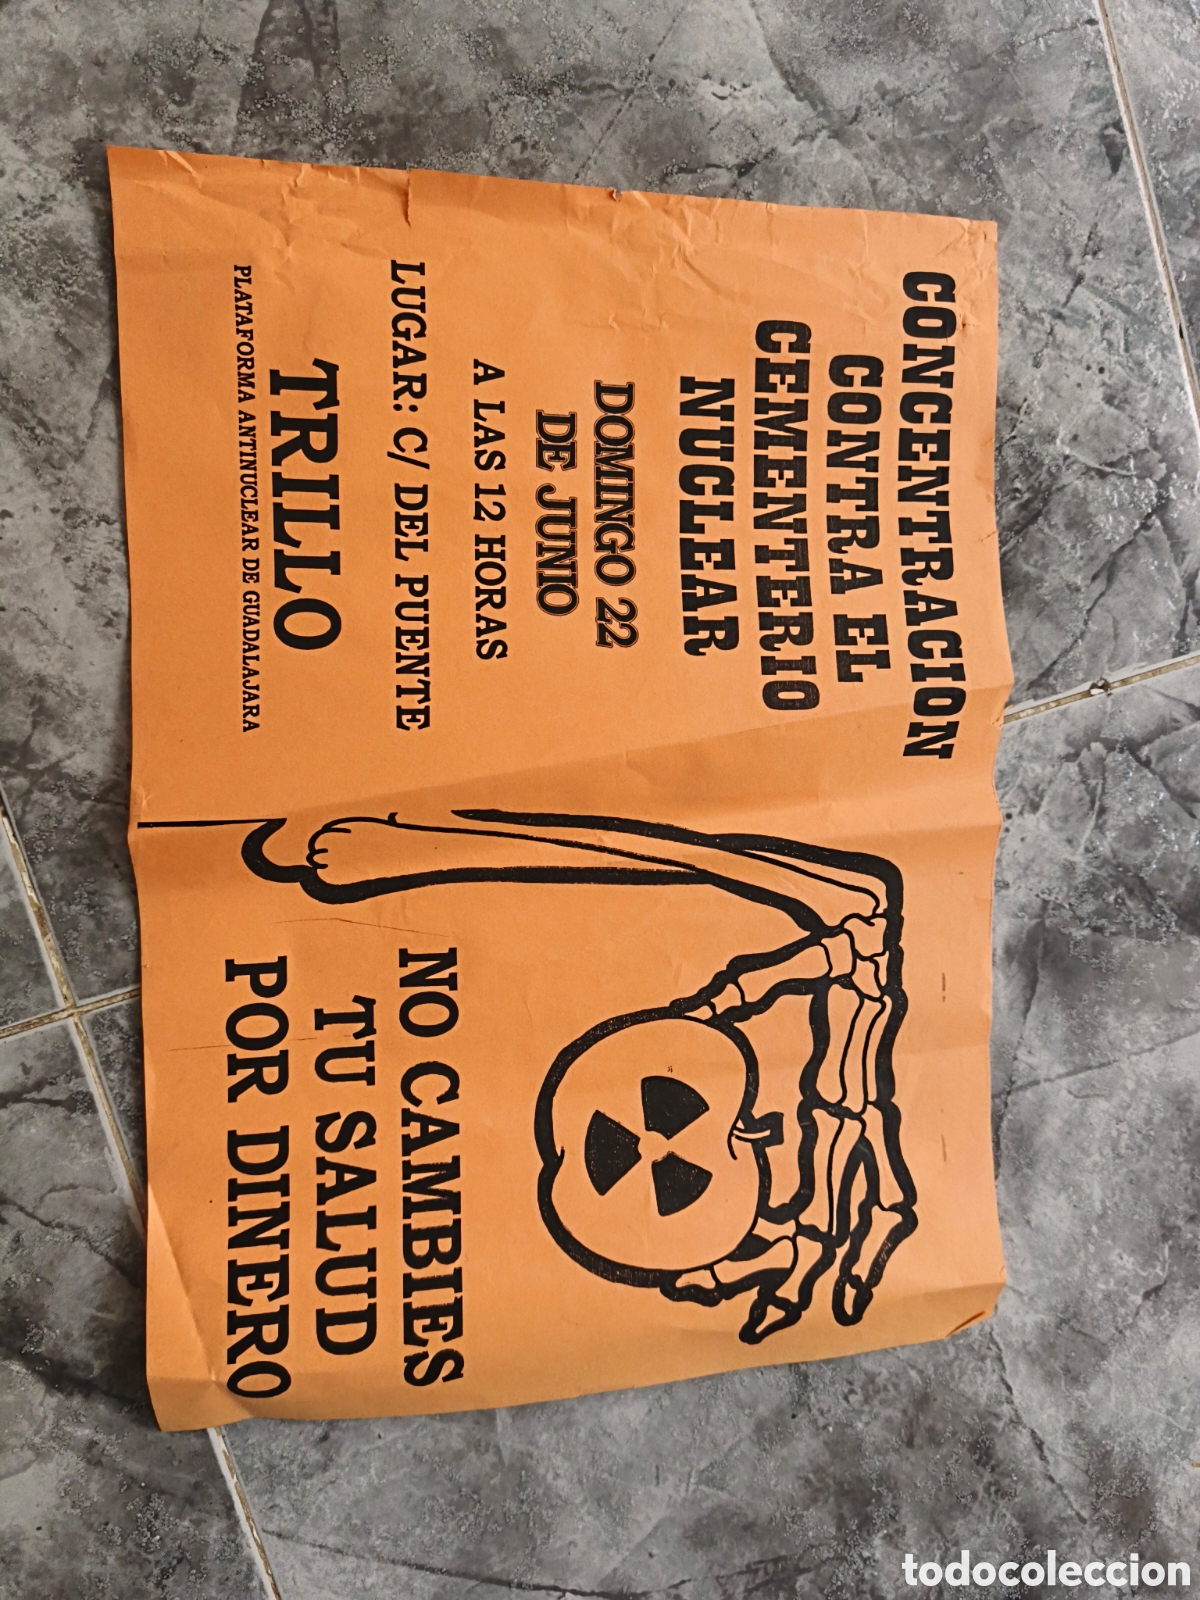 CONCENTRACION
CONTRA EL
CEMENTERIO
NUCLEAR
DOMINGO 22
DE JUNIO
A LAS 12 HORAS
LUGAR: C/ DEL PUENTE
TRILLO
PLATAFORMA ANTINUCLEAR DE GUADALAJARA
NO CAMBIES
TU SALUD
POR DINERO
todocoleccion